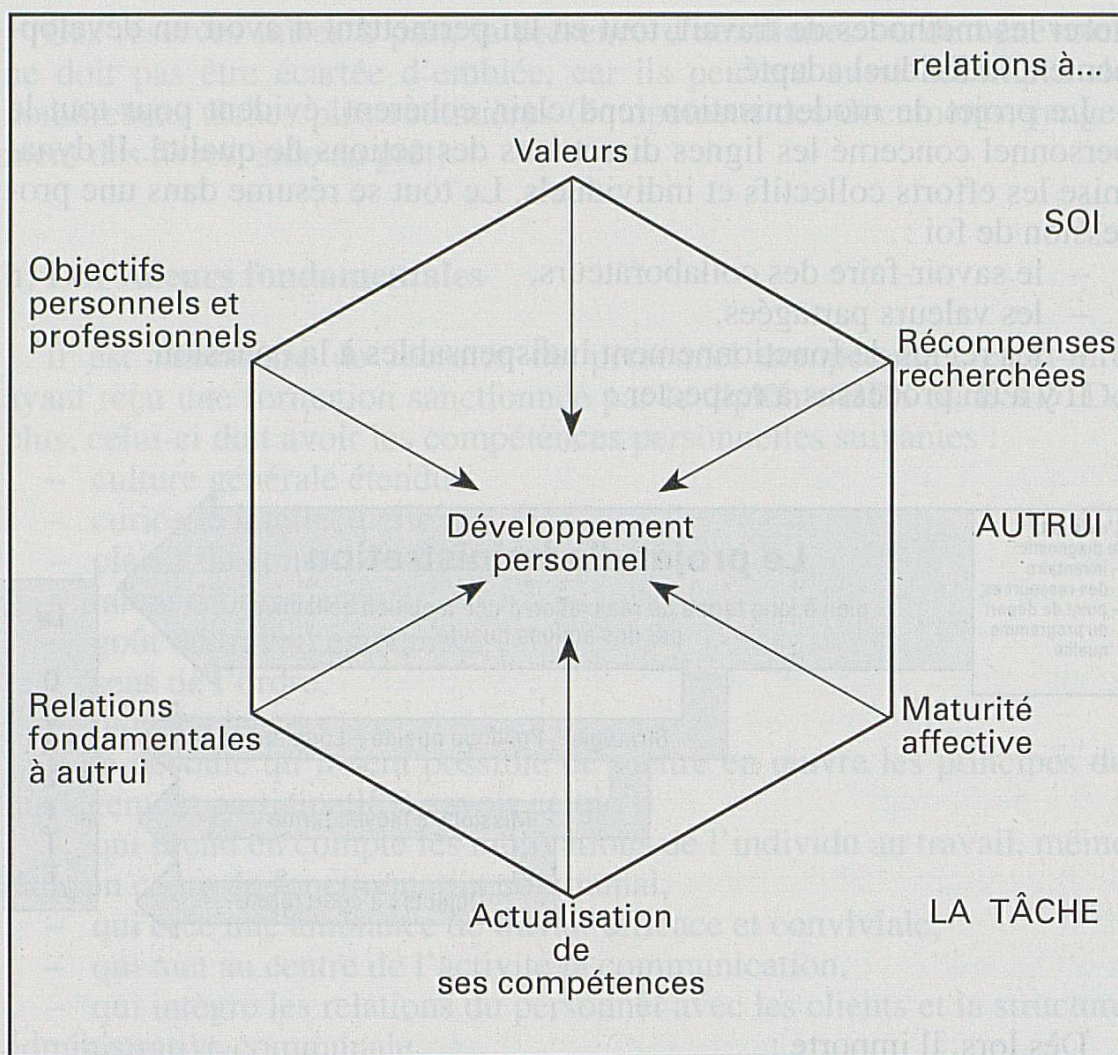 relations à...
Valeurs
SOI
Objectifs
personnels et
professionnels
Récompenses
recherchées
Développement
personnel
AUTRUI
Relations
fondamentales
à autrui
Maturité
affective
Actualisation
de
ses compétences
LA TÂCHE